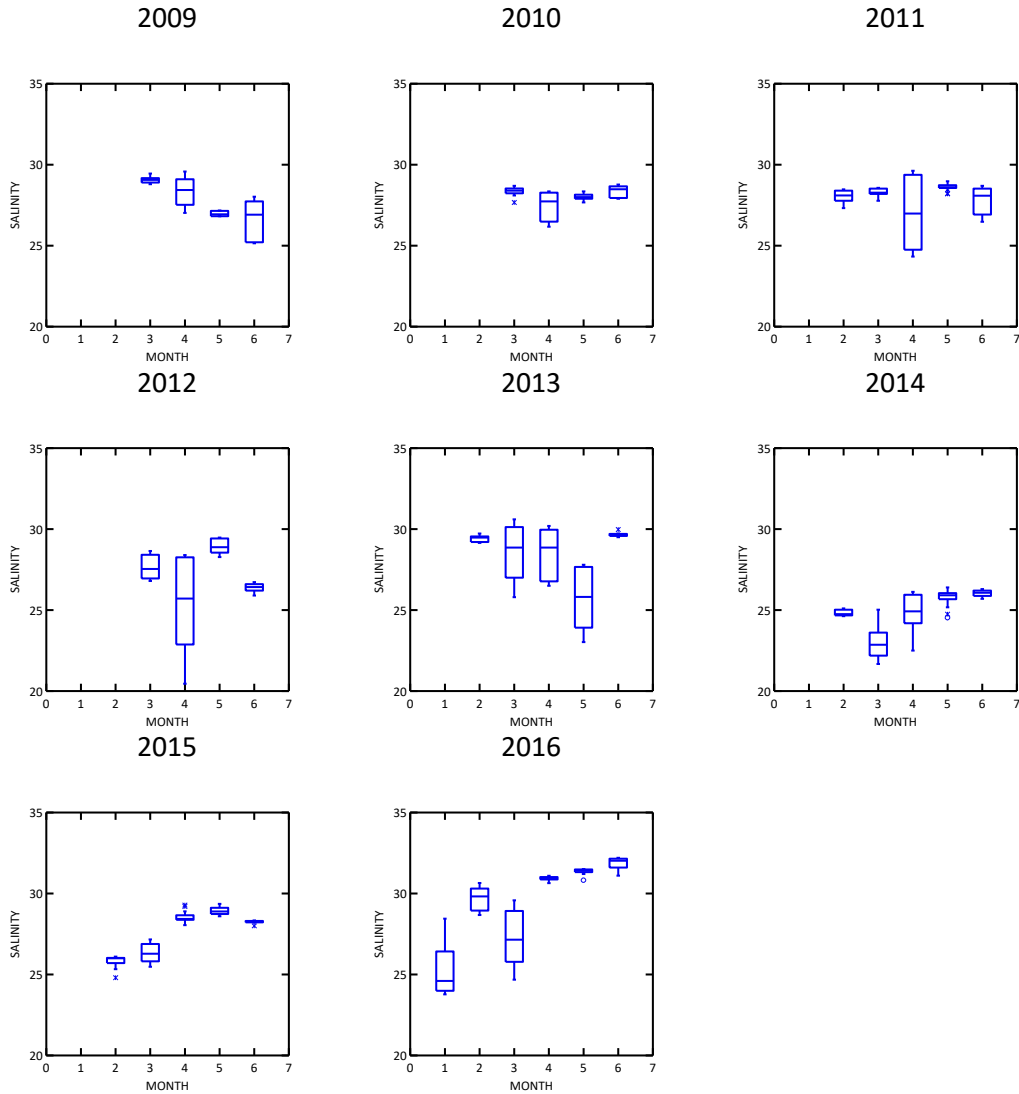 2009 2010 2011
35 35 35
30 30 30
SALINITY SALINITY SALINITY
25 25 25
20 20 20
0 1 2 3 4 5 6 7 0 1 2 3 4 5 6 7 0 1 2 3 4 5 6 7
MONTH MONTH MONTH
2012 2013 2014
35 35 35
30 30 30
SALINITY SALINITY SALINITY
25 25 25
20 20 20
0 1 2 3 4 5 6 7 0 1 2 3 4 5 6 7 0 1 2 3 4 5 6 7
MONTH MONTH MONTH
2015 2016
35 35
30 30
SALINITY SALINITY
25 25
20 20
0 1 2 3 4 5 6 7 0 1 2 3 4 5 6 7
MONTH MONTH